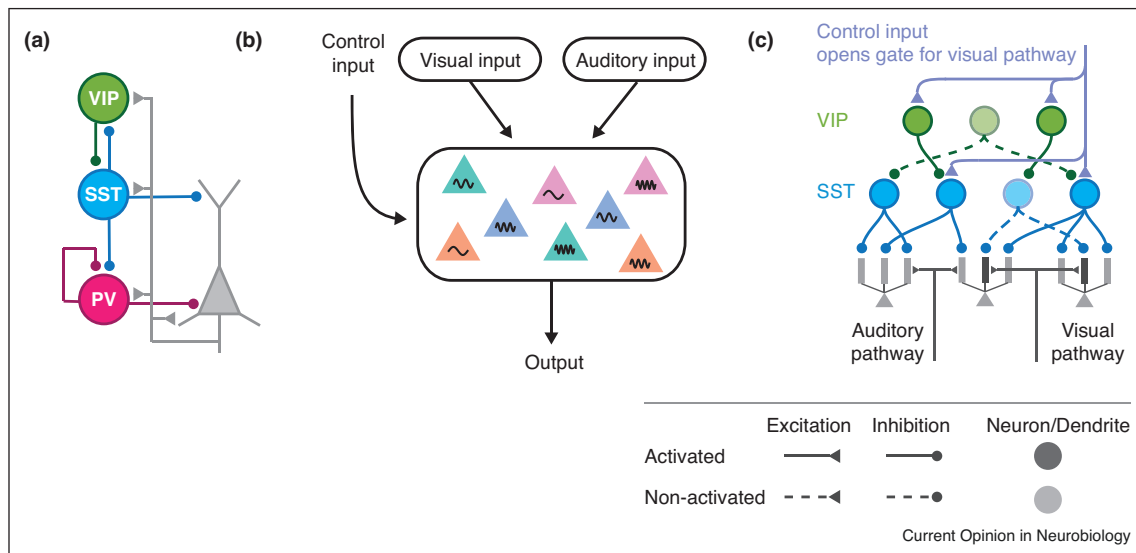 (a)
VIP
SST
PV
(b)
Control
input
Visual input
Auditory input
Output
(c)
Control input
opens gate for visual pathway
VIP
SST
Auditory
pathway
Visual
pathway
Excitation Inhibition Neuron/Dendrite
Activated
Non-activated
Current Opinion in Neurobiology